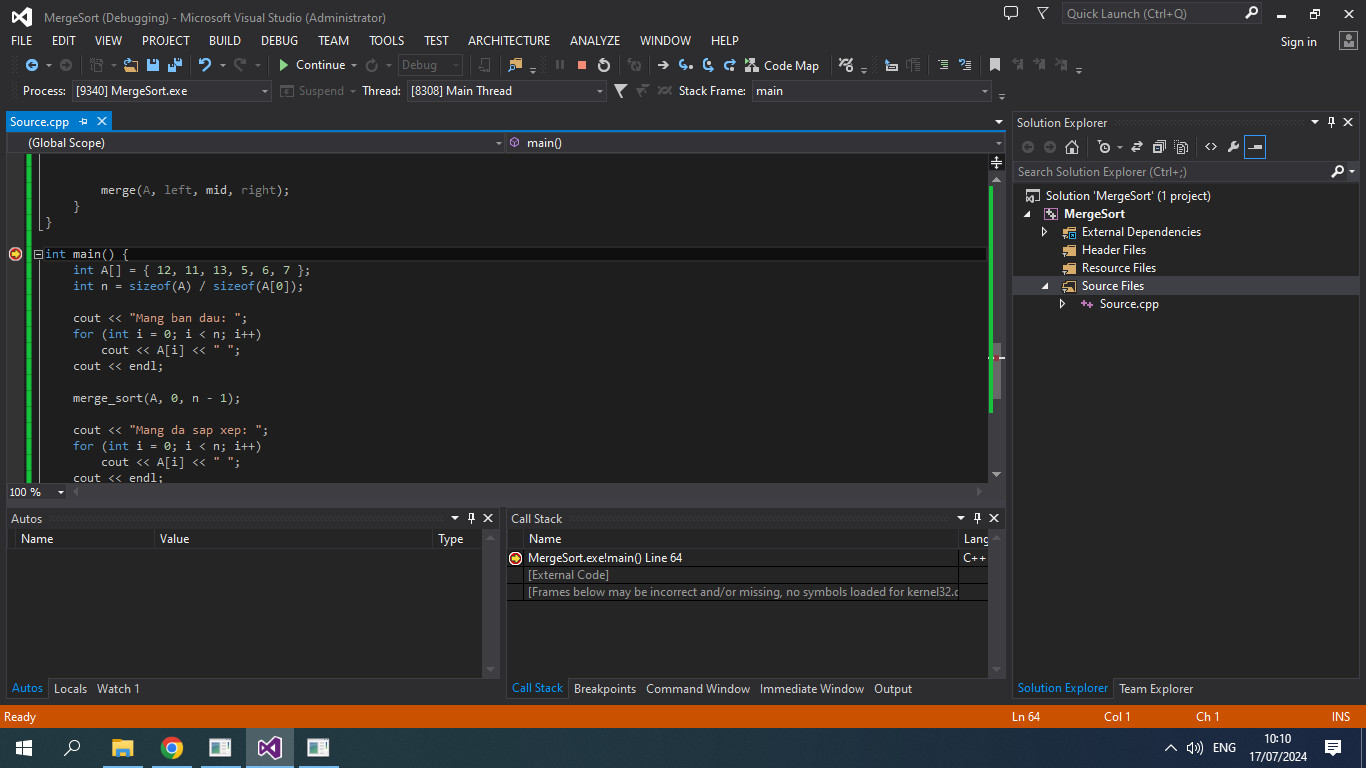 MergeSort (Debugging) - Microsoft Visual Studio (Administrator)
Quick Launch (Ctrl+Q)
FILE EDIT VIEW PROJECT BUILD DEBUG TEAM TOOLS TEST ARCHITECTURE ANALYZE WINDOW HELP
Sign in
Continue Debug Code Map
Process: [9340] MergeSort.exe Suspend Thread: [8308] Main Thread Stack Frame: main
Source.cpp
(Global Scope) main()
merge(A, left, mid, right);
}
}
int main() {
int A[] = { 12, 11, 13, 5, 6, 7 };
int n = sizeof(A) / sizeof(A[0]);
cout << "Mang ban dau: ";
for (int i = 0; i < n; i++)
cout << A[i] << " ";
cout << endl;
merge_sort(A, 0, n - 1);
cout << "Mang da sap xep: ";
for (int i = 0; i < n; i++)
cout << A[i] << " ";
cout << endl;
100 %
Autos
Name Value Type
Autos Locals Watch 1
Call Stack
Name Lang
MergeSort.exe!main() Line 64 C++
[External Code]
[Frames below may be incorrect and/or missing, no symbols loaded for kernel32.d
Call Stack Breakpoints Command Window Immediate Window Output
Solution Explorer
Search Solution Explorer (Ctrl+;)
Solution 'MergeSort' (1 project)
MergeSort
External Dependencies
Header Files
Resource Files
Source Files
Source.cpp
Solution Explorer Team Explorer
Ready Ln 64 Col 1 Ch 1 INS
ENG
10:10
17/07/2024